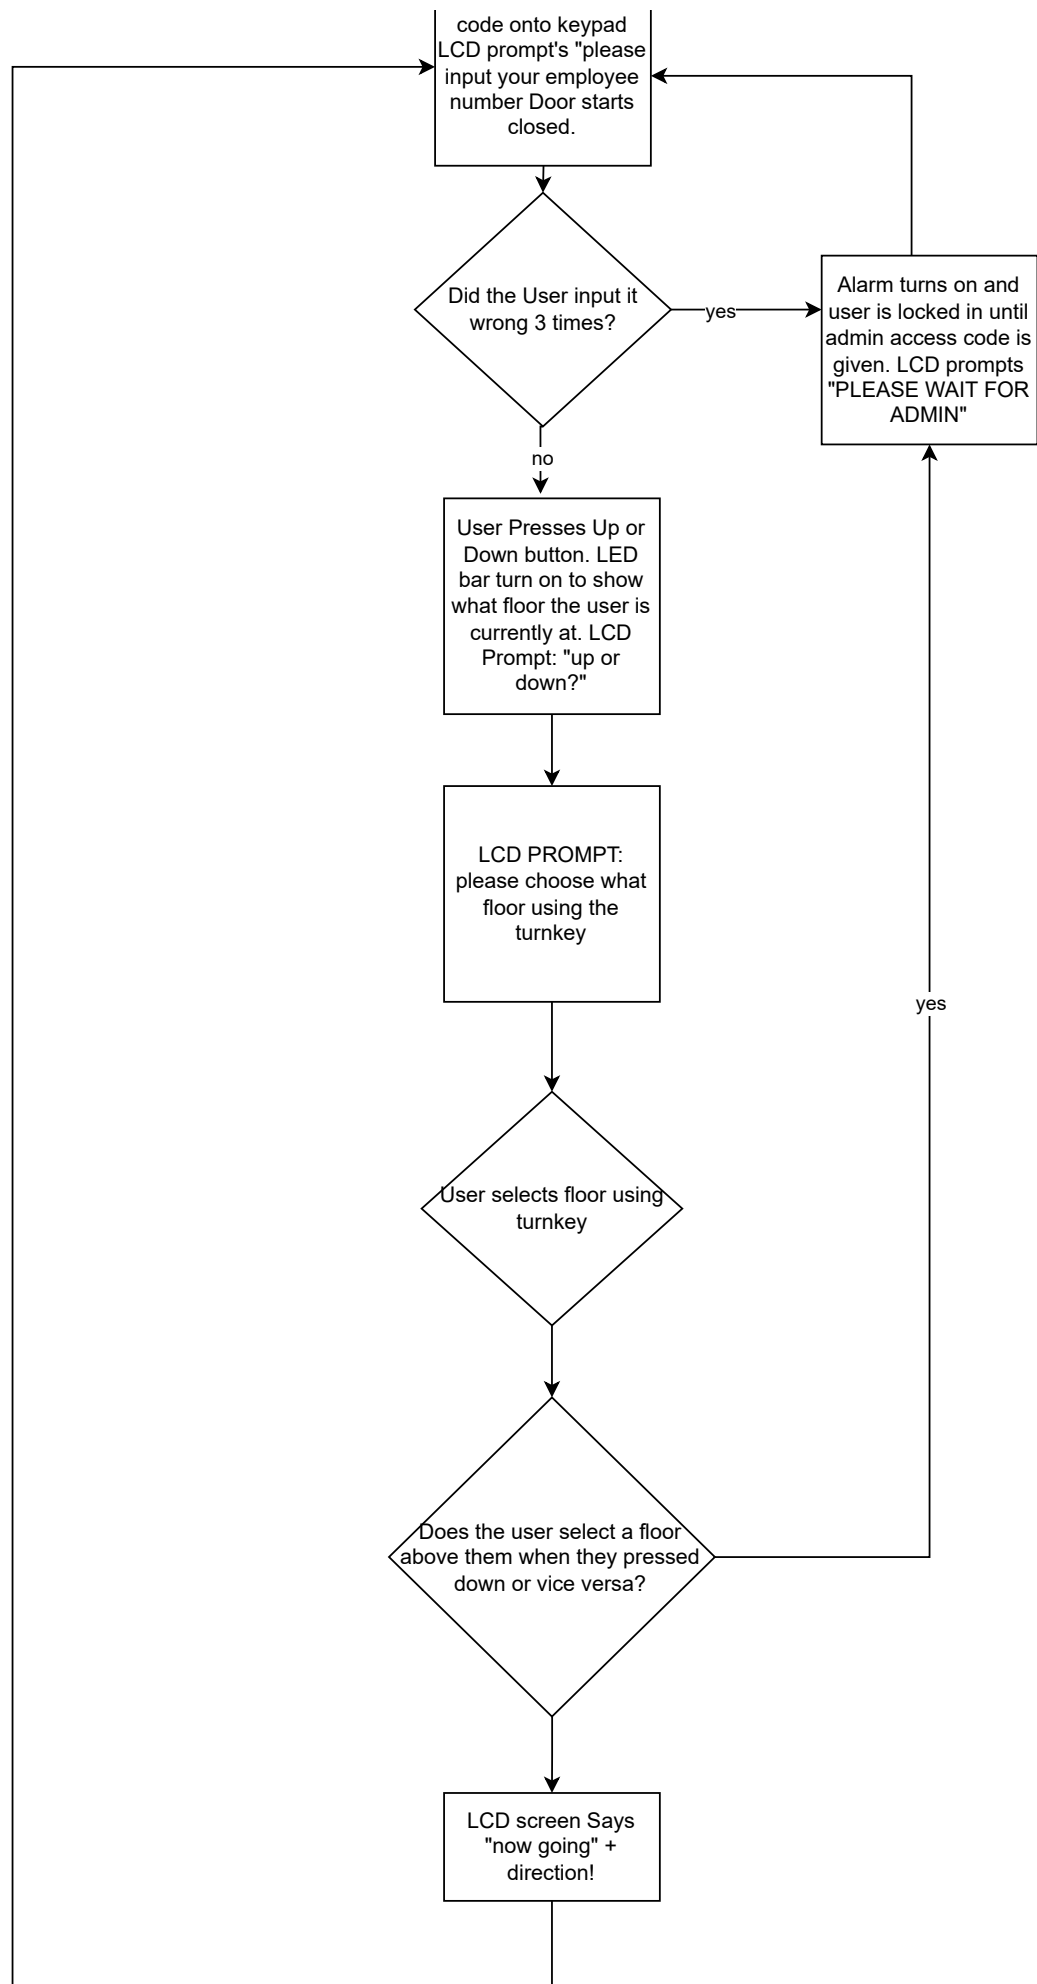 code onto keypad
LCD prompt's "please
input your employee
number Door starts
closed.
Did the User input it
wrong 3 times?
yes
Alarm turns on and
user is locked in until
admin access code is
given. LCD prompts
"PLEASE WAIT FOR
ADMIN"
no
User Presses Up or
Down button. LED
bar turn on to show
what floor the user is
currently at. LCD
Prompt: "up or
down?"
LCD PROMPT:
please choose what
floor using the
turnkey
yes
User selects floor using
turnkey
Does the user select a floor
above them when they pressed
down or vice versa?
LCD screen Says
"now going" +
direction!